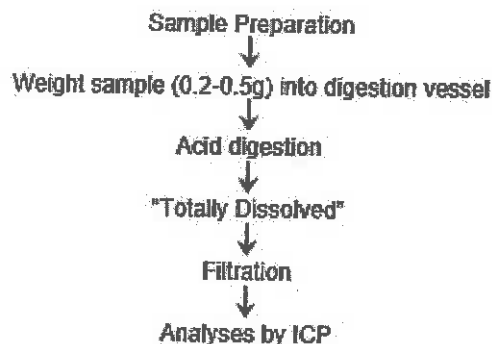 Sample Preparation
Weight sample (0.2-0.5g) into digestion vessel
Acid digestion
"Totally Dissolved"
Filtration
Analyses by ICP